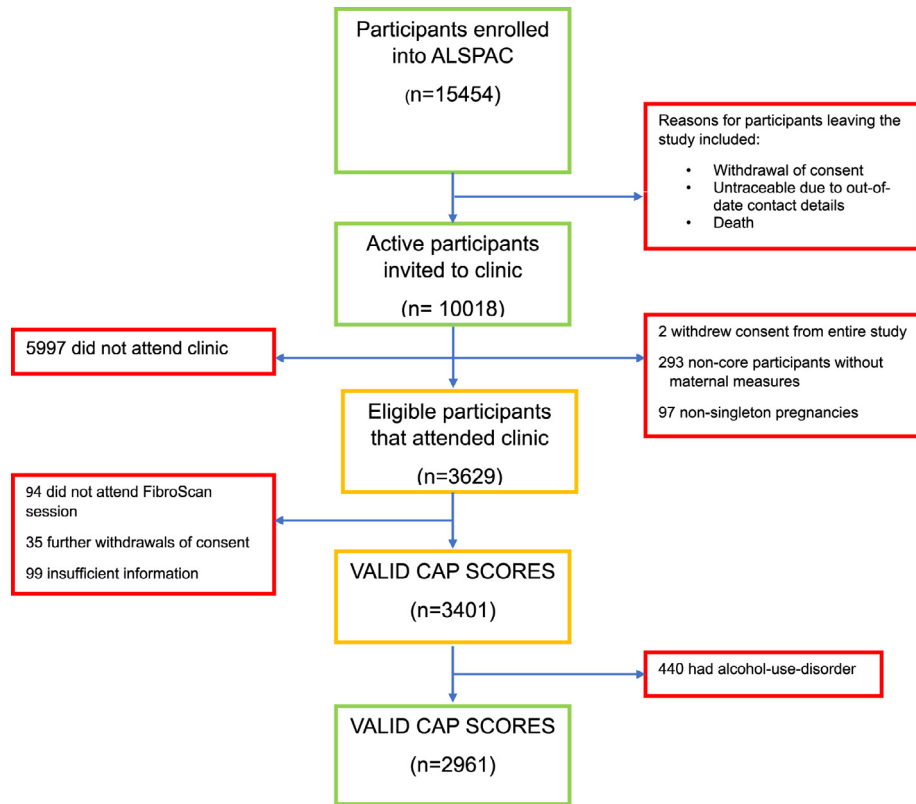 Participants enrolled
into ALSPAC
(n=15454)
Reasons for participants leaving the
study included:
• Withdrawal of consent
• Untraceable due to out-of-
date contact details
• Death
Active participants
invited to clinic
(n= 10018)
5997 did not attend clinic
2 withdrew consent from entire study
293 non-core participants without
maternal measures
97 non-singleton pregnancies
Eligible participants
that attended clinic
(n=3629)
94 did not attend FibroScan
session
35 further withdrawals of consent
99 insufficient information
VALID CAP SCORES
(n=3401)
440 had alcohol-use-disorder
VALID CAP SCORES
(n=2961)